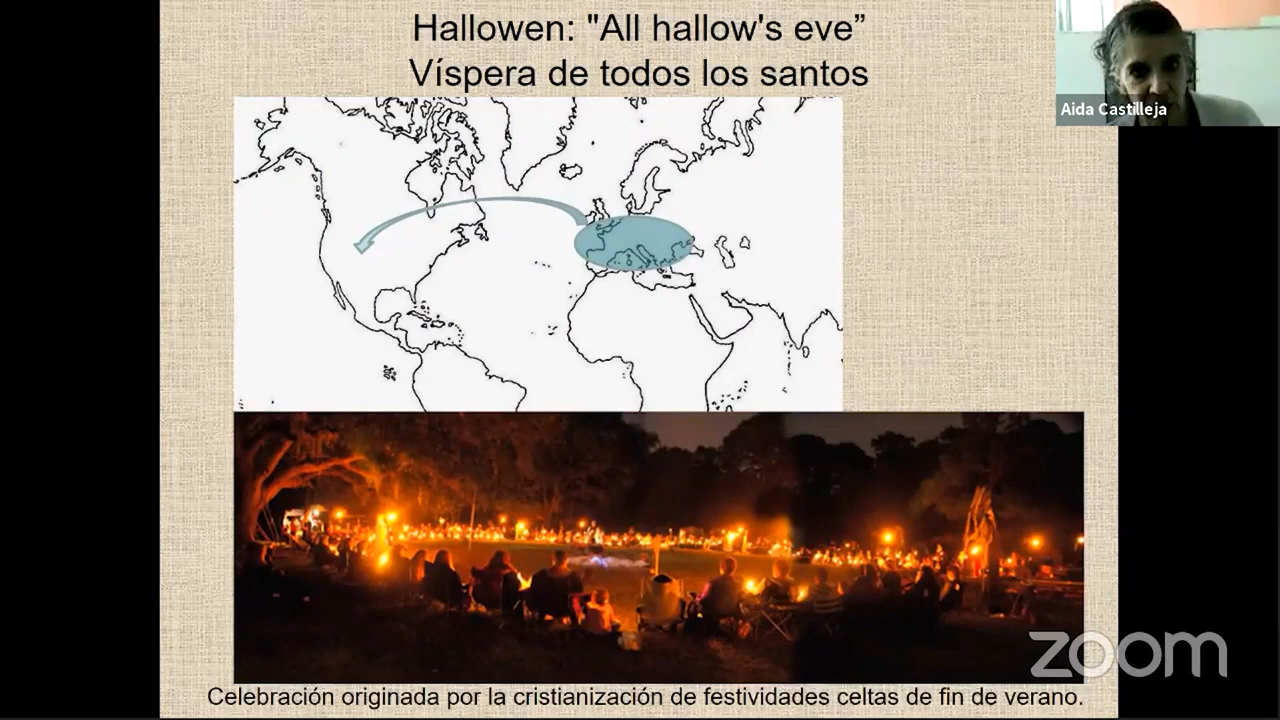 Hallowen: "All hallow's eve”
Víspera de todos los santos
Aida Castilleja
zoom
Celebración originada por la cristianización de festividades celtas de fin de verano.